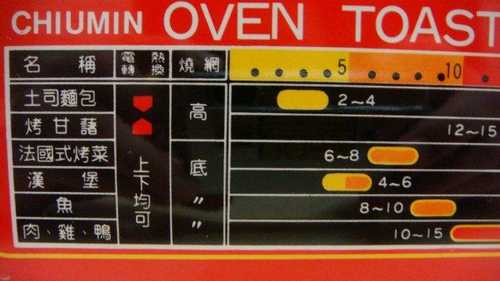 CHIUMIN OVEN TOAST
名 稱 電熱轉換 燒網 5 10
土司麵包 高 2~4
烤甘藷 12~15
法國式烤菜 上下均可 底 6~8
漢堡 〃 4~6
魚 〃 8~10
肉、雞、鴨 10~15